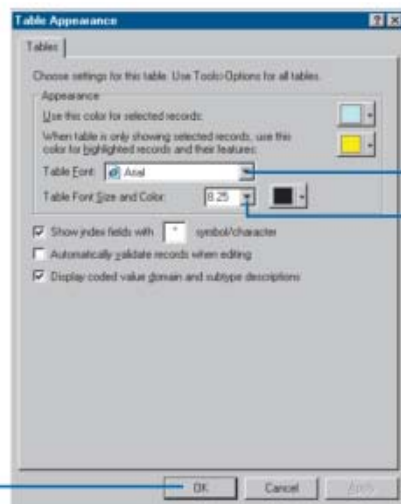 Table Appearance
Tables
Choose settings for this table. Use Tools>Options for all tables.
Appearance
Use this color for selected records:
When table is only showing selected records, use this
color for highlighted records and their features:
Table Font: Arial
Table Font Size and Color: 8.25
Show index fields with * symbol/character
Automatically validate records when editing
Display coded value domain and subtype descriptions
OK Cancel Apply